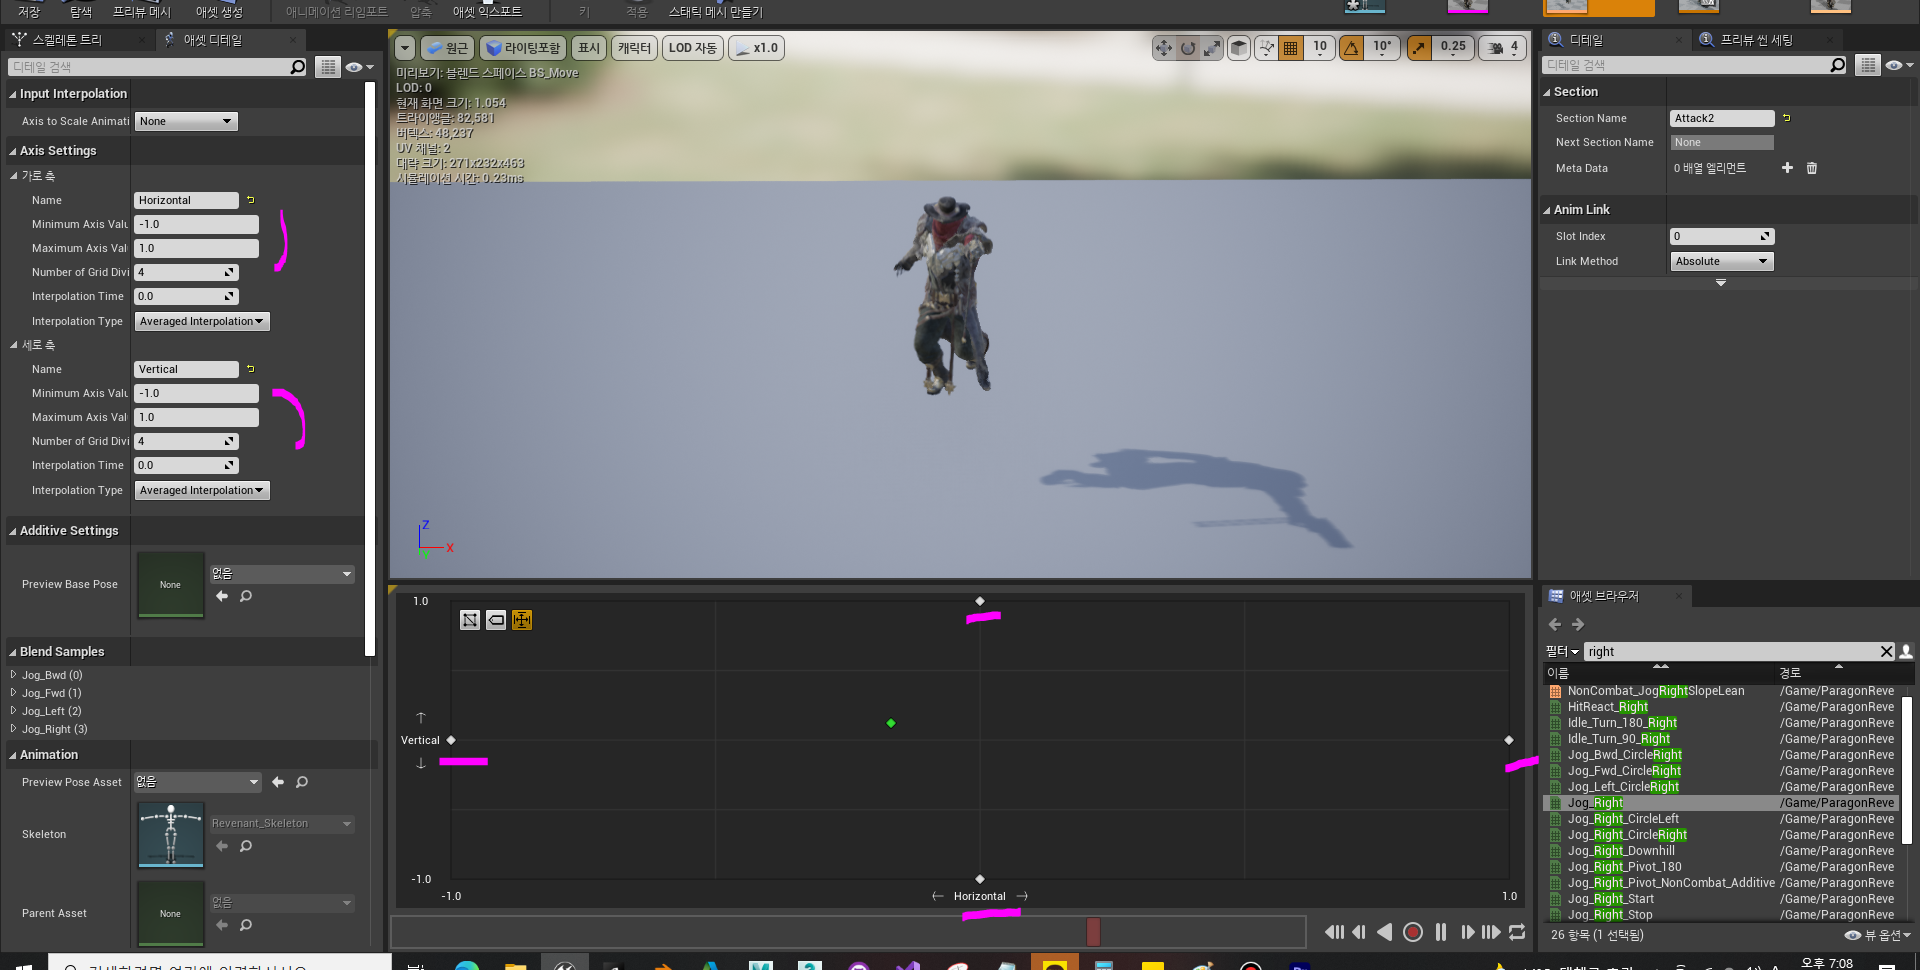 저장 탐색 프리뷰 메시 애셋 생성 애니메이션 리임포트 압축 애셋 익스포트 키 적용 스태틱 메시 만들기
스켈레톤 트리 애셋 디테일
디테일 검색
Input Interpolation
Axis to Scale Animati None
Axis Settings
가로 축
Name Horizontal
Minimum Axis Valu -1.0
Maximum Axis Val 1.0
Number of Grid Divi 4
Interpolation Time 0.0
Interpolation Type Averaged Interpolation
세로 축
Name Vertical
Minimum Axis Valu -1.0
Maximum Axis Val 1.0
Number of Grid Divi 4
Interpolation Time 0.0
Interpolation Type Averaged Interpolation
Additive Settings
Preview Base Pose None 없음
Blend Samples
Jog_Bwd (0)
Jog_Fwd (1)
Jog_Left (2)
Jog_Right (3)
Animation
Preview Pose Asset 없음
Skeleton Revenant_Skeleton
Parent Asset None 없음
원근 라이팅포함 표시 캐릭터 LOD 자동 x1.0 10 10° 0.25 4
미리보기: 블렌드 스페이스 BS_Move
LOD: 0
현재 화면 크기: 1.054
트라이앵글: 82,581
버텍스: 48,237
UV 채널: 2
대략 크기: 271x232x463
시뮬레이션 시간: 0.23ms
Z
X
Y
1.0
Vertical
-1.0
-1.0 Horizontal 1.0
디테일 프리뷰 씬 세팅
디테일 검색
Section
Section Name Attack2
Next Section Name None
Meta Data 0 배열 엘리먼트
Anim Link
Slot Index 0
Link Method Absolute
애셋 브라우저
필터 right
이름 경로
NonCombat_JogRightSlopeLean /Game/ParagonReve
HitReact_Right /Game/ParagonReve
Idle_Turn_180_Right /Game/ParagonReve
Idle_Turn_90_Right /Game/ParagonReve
Jog_Bwd_CircleRight /Game/ParagonReve
Jog_Fwd_CircleRight /Game/ParagonReve
Jog_Left_CircleRight /Game/ParagonReve
Jog_Right /Game/ParagonReve
Jog_Right_CircleLeft /Game/ParagonReve
Jog_Right_CircleRight /Game/ParagonReve
Jog_Right_Downhill /Game/ParagonReve
Jog_Right_Pivot_180 /Game/ParagonReve
Jog_Right_Pivot_NonCombat_Additive /Game/ParagonReve
Jog_Right_Start /Game/ParagonReve
Jog_Right_Stop /Game/ParagonReve
26 항목 (1 선택됨) 뷰 옵션
오후 7:08